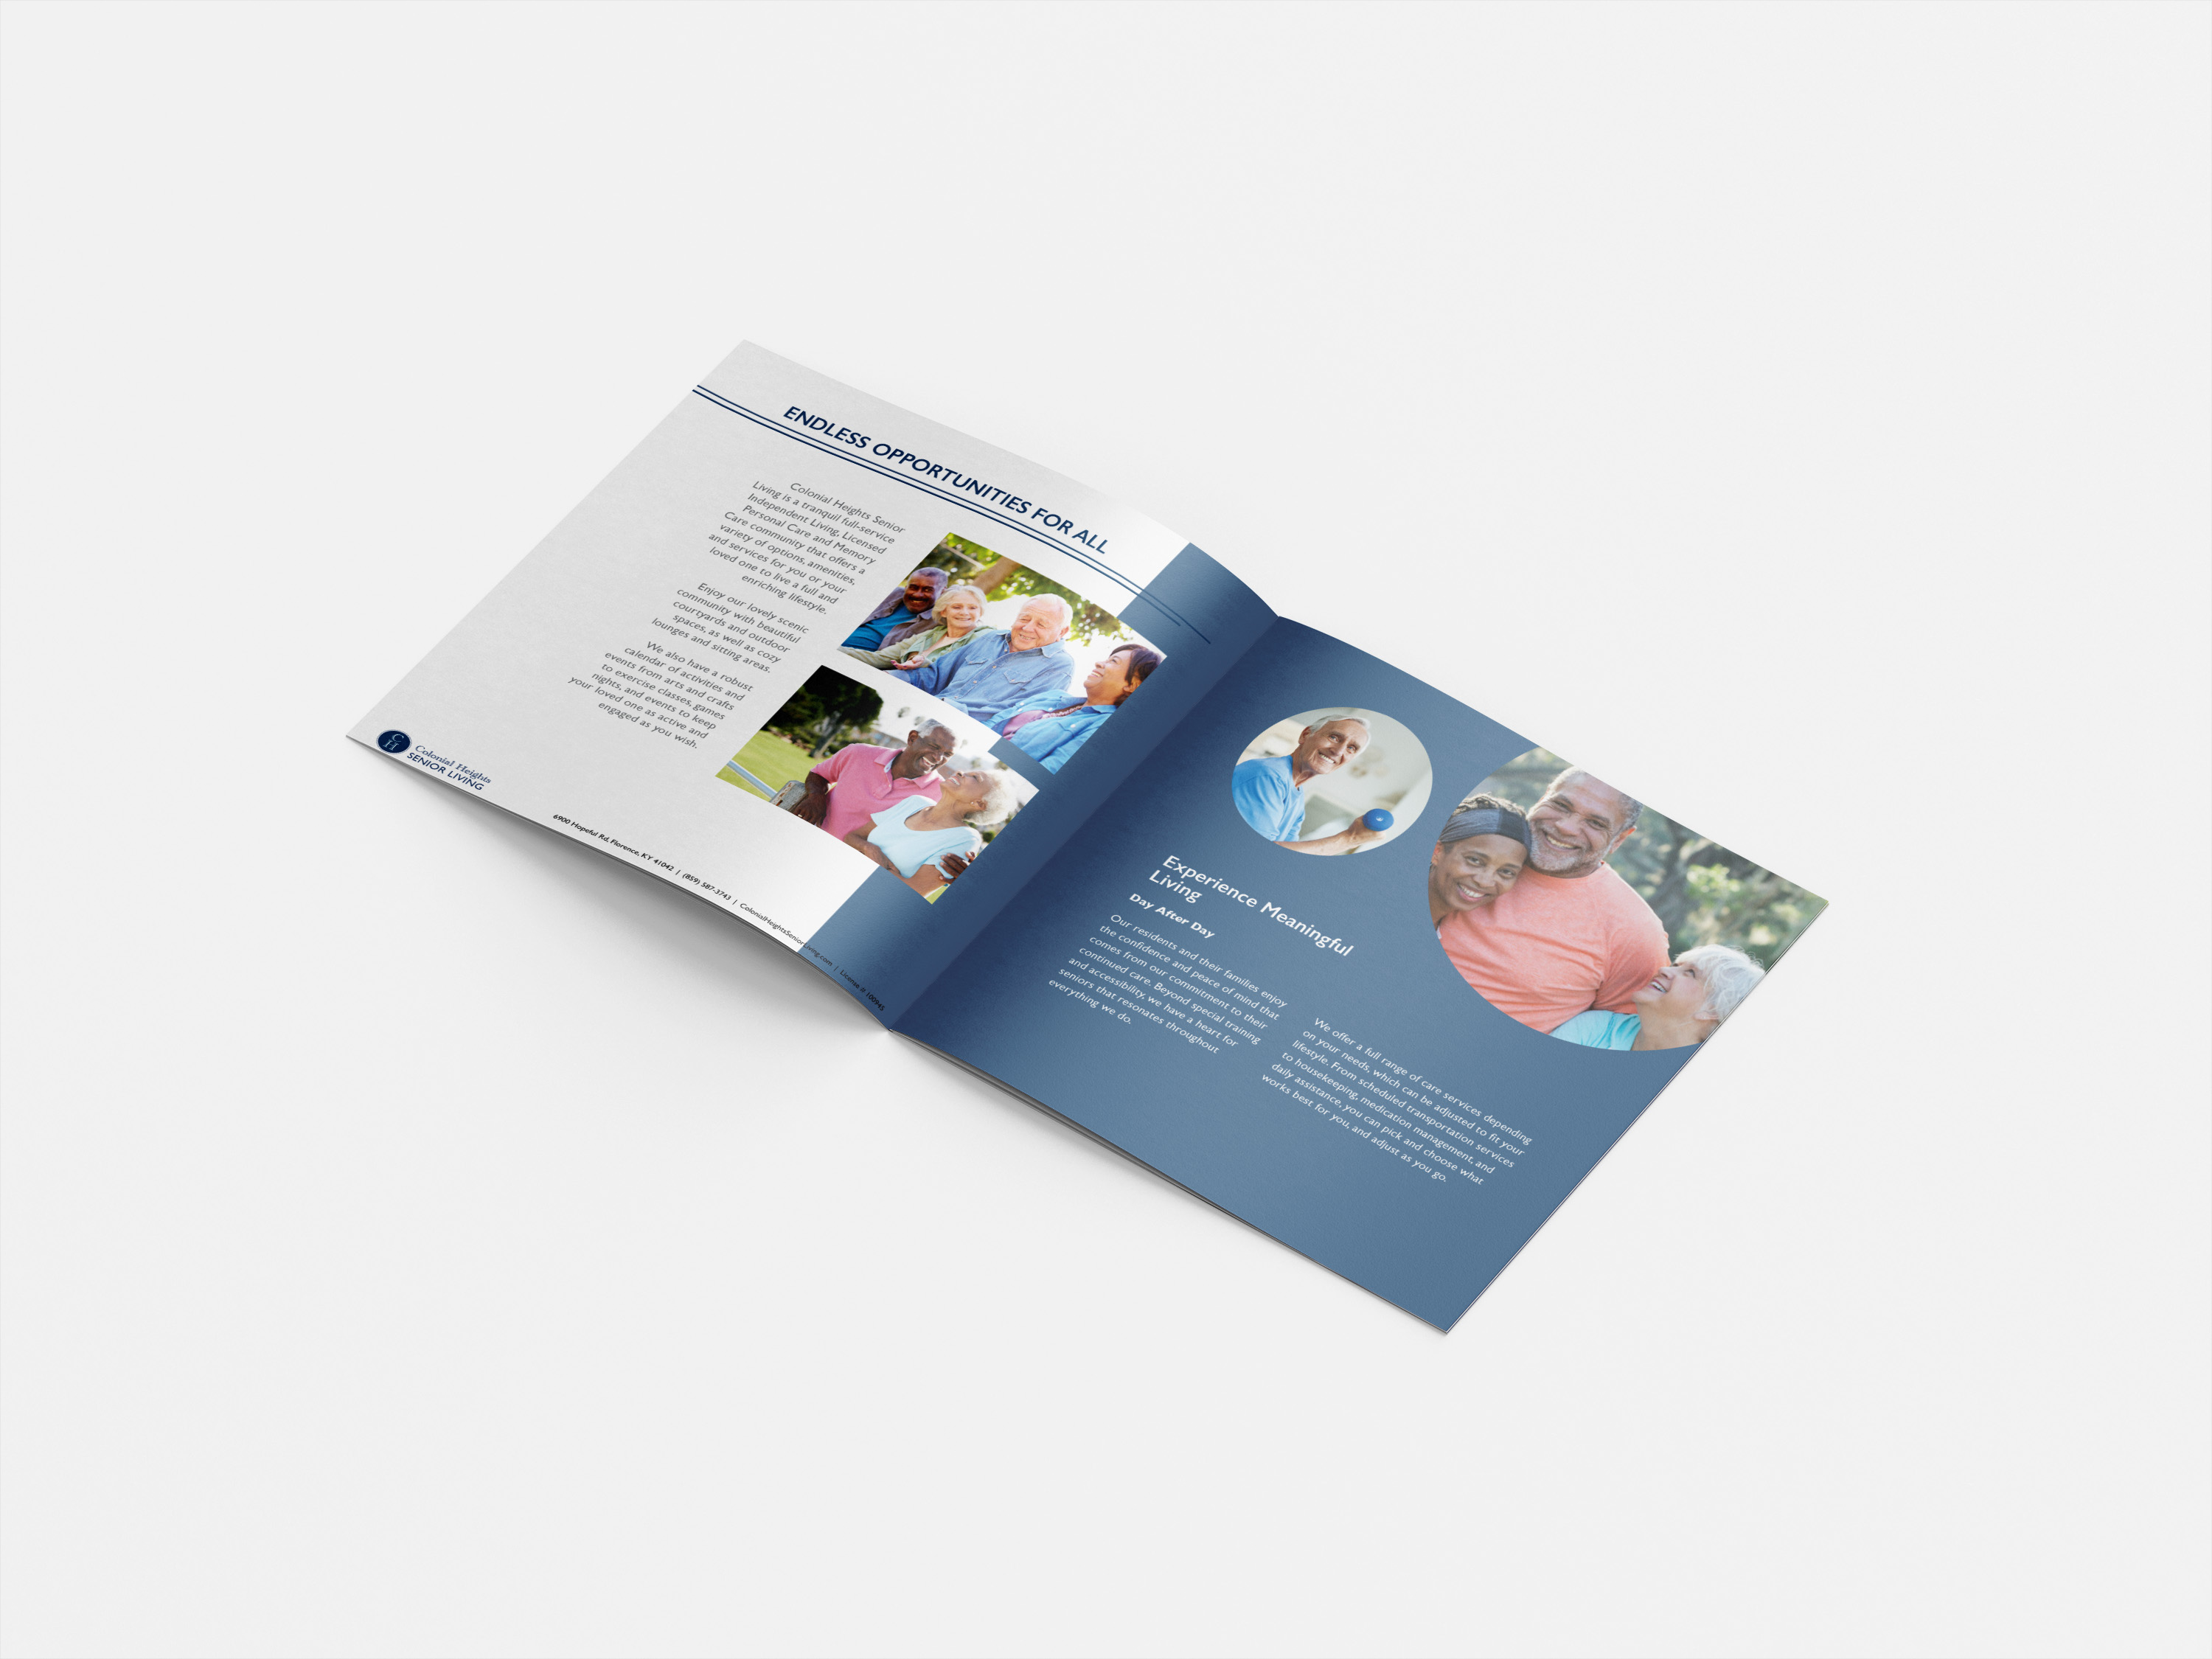 ENDLESS OPPORTUNITIES FOR ALL
Colonial Heights Senior
Living is a tranquil full-service
Independent Living, Licensed
Personal Care and Memory
Care community that offers a
variety of options, amenities,
and services for you or your
loved one to live a full and
enriching lifestyle.
Enjoy our lovely scenic
community with beautiful
courtyards and outdoor
spaces, as well as cozy
lounges and sitting areas.
We also have a robust
calendar of activities and
events from arts and crafts
to exercise classes, games
nights, and events to keep
your loved one as active and
engaged as you wish.
CH
Colonial Heights
SENIOR LIVING
6900 Hopeful Rd, Florence, KY 41042 | (859) 587-3743 | ColonialHeightsSeniorLiving.com | License # 100945
Experience Meaningful
Living
Day After Day
Our residents and their families enjoy
the confidence and peace of mind that
comes from our commitment to their
continued care. Beyond special training
and accessibility, we have a heart for
seniors that resonates throughout
everything we do.
We offer a full range of care services depending
on your needs, which can be adjusted to fit your
lifestyle. From scheduled transportation services
to housekeeping, medication management, and
daily assistance, you can pick and choose what
works best for you, and adjust as you go.